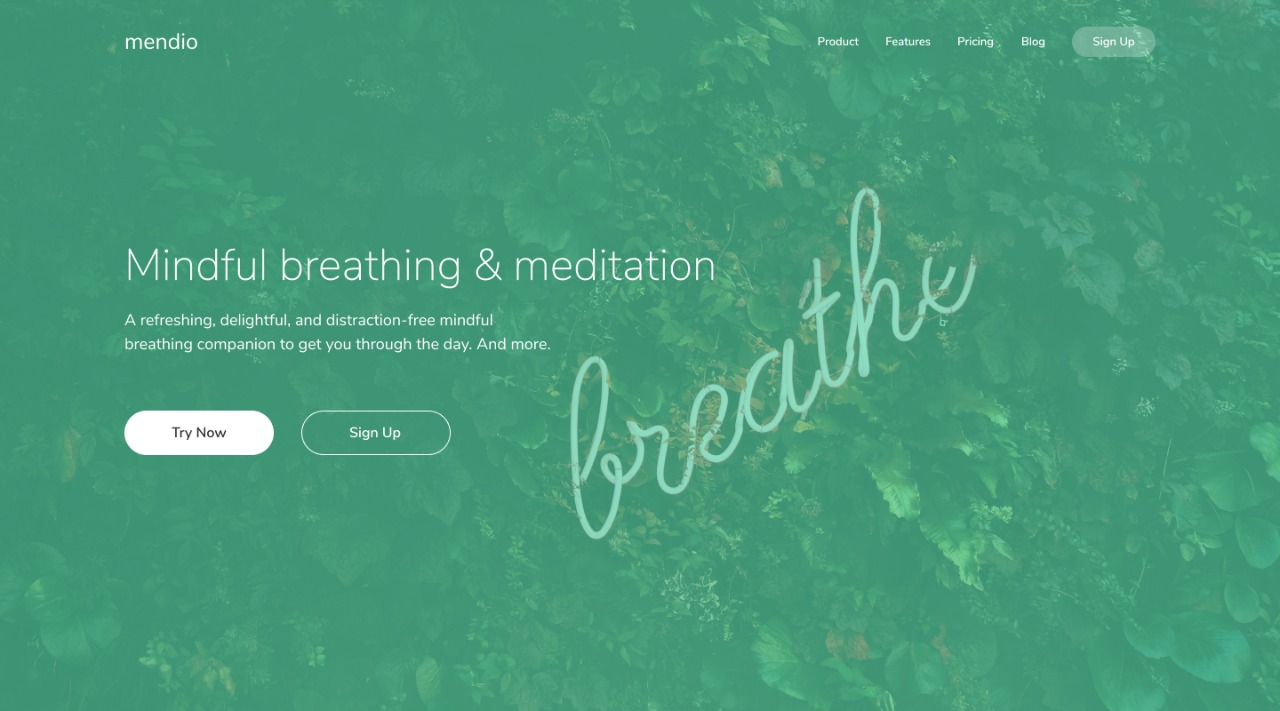 mendio
Product Features Pricing Blog Sign Up
Mindful breathing & meditation
A refreshing, delightful, and distraction-free mindful
breathing companion to get you through the day. And more.
Try Now Sign Up
breathe